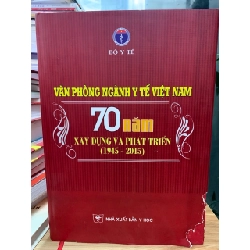 BỘ Y TẾ
VĂN PHÒNG NGÀNH Y TẾ VIỆT NAM
70 năm
XÂY DỰNG VÀ PHÁT TRIỂN
(1945 - 2015)
NHÀ XUẤT BẢN Y HỌC